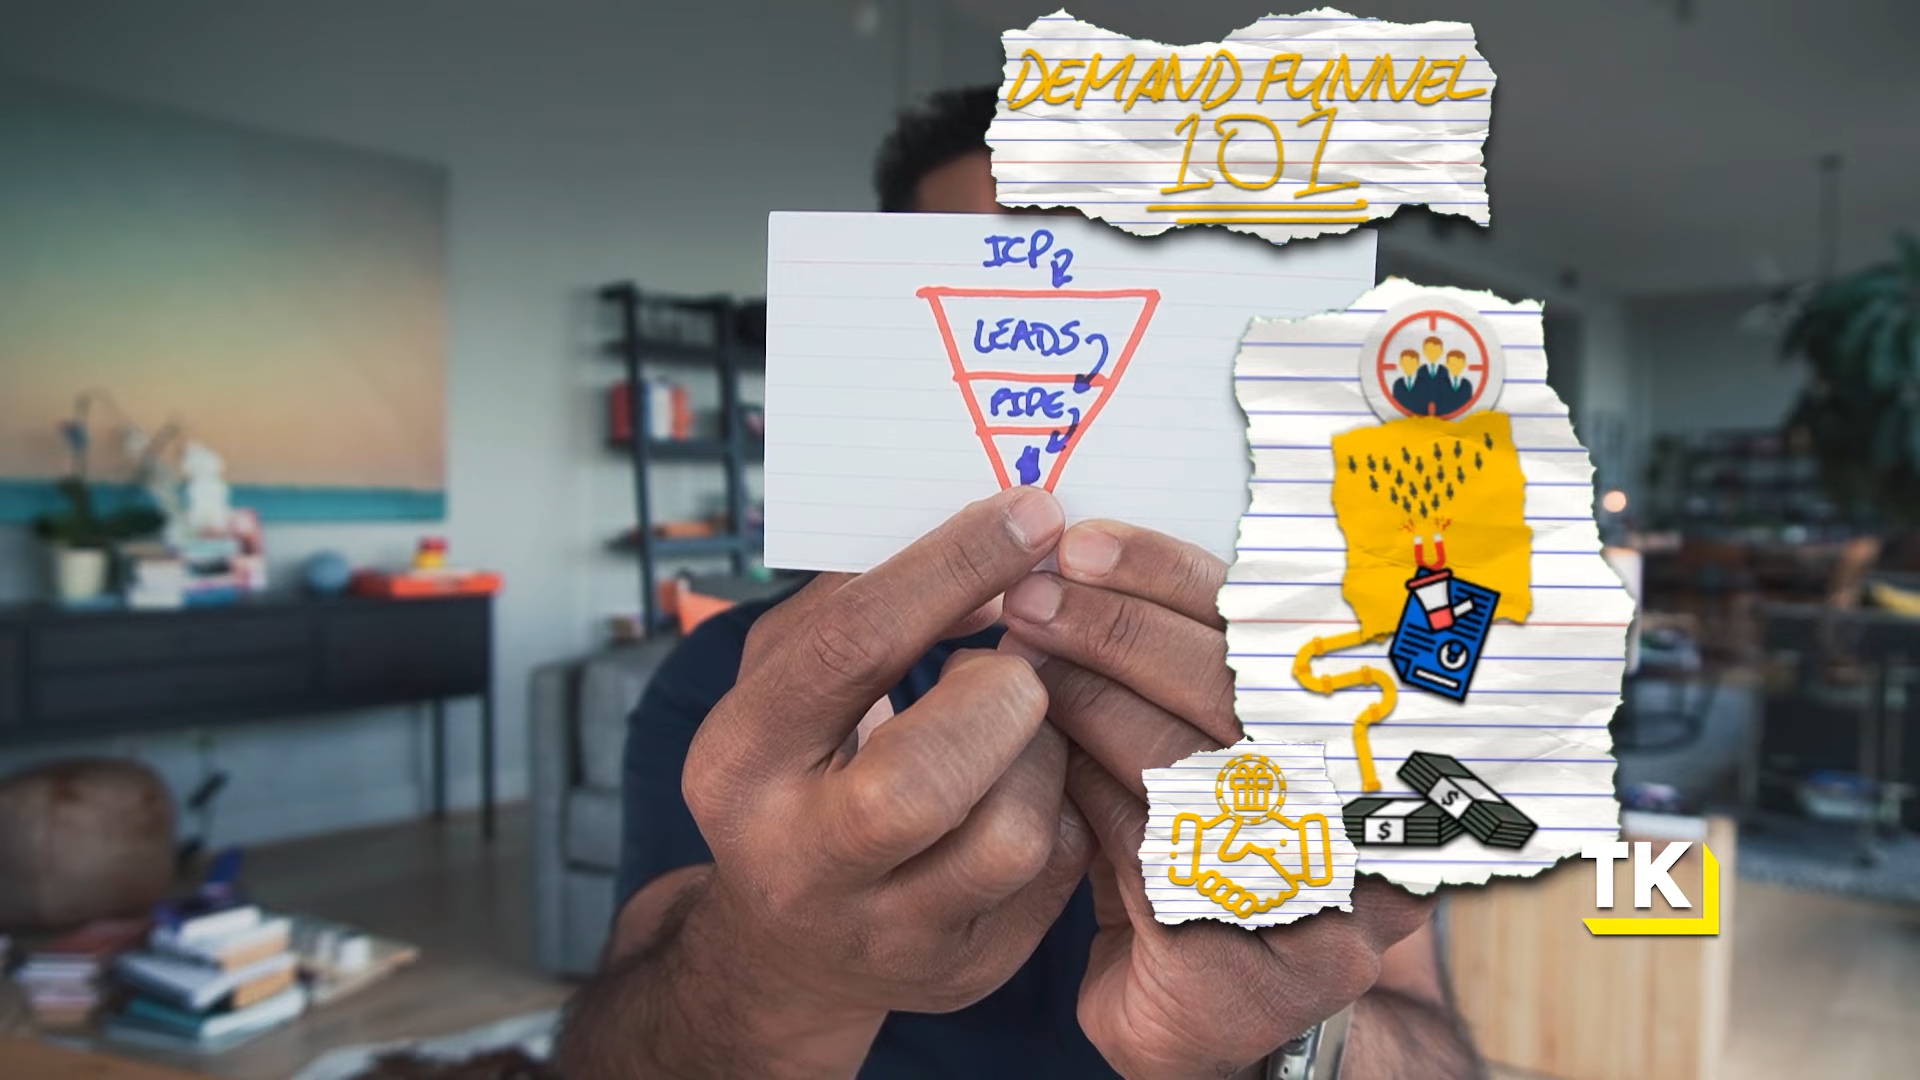 DEMAND FUNNEL
101
ICP
LEADS
PIPE
$
$
TK